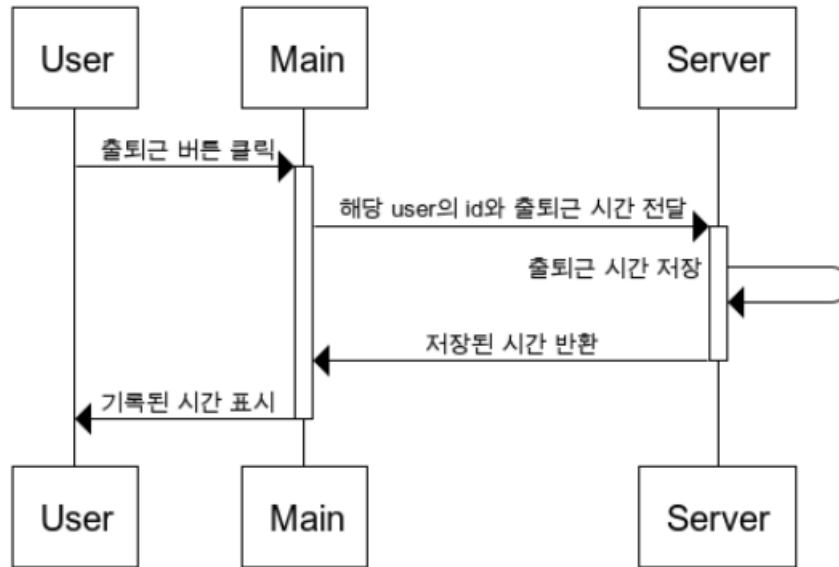 User
Main
Server
출퇴근 버튼 클릭
해당 user의 id와 출퇴근 시간 전달
출퇴근 시간 저장
저장된 시간 반환
기록된 시간 표시
User
Main
Server